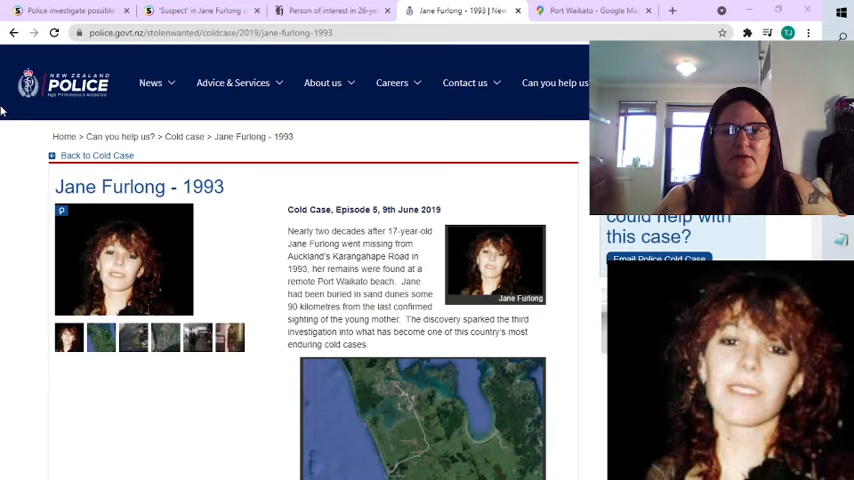 Police investigate possible
'Suspect' in Jane Furlong c
Person of interest in 26-ye
Jane Furlong - 1993 | New
Port Waikato - Google Ma
police.govt.nz/stolenwanted/coldcase/2019/jane-furlong-1993
TJ
NEW ZEALAND
POLICE
Ngā Pirihimana o Aotearoa
News
Advice & Services
About us
Careers
Contact us
Can you help us
Home > Can you help us? > Cold case > Jane Furlong - 1993
Back to Cold Case
Jane Furlong - 1993
Cold Case, Episode 5, 9th June 2019
Nearly two decades after 17-year-old
Jane Furlong went missing from
Auckland's Karangahape Road in
1993, her remains were found at a
remote Port Waikato beach. Jane
had been buried in sand dunes some
90 kilometres from the last confirmed
sighting of the young mother. The discovery sparked the third
investigation into what has become one of this country's most
enduring cold cases.
Jane Furlong
could help with
this case?
Email Police Cold Case